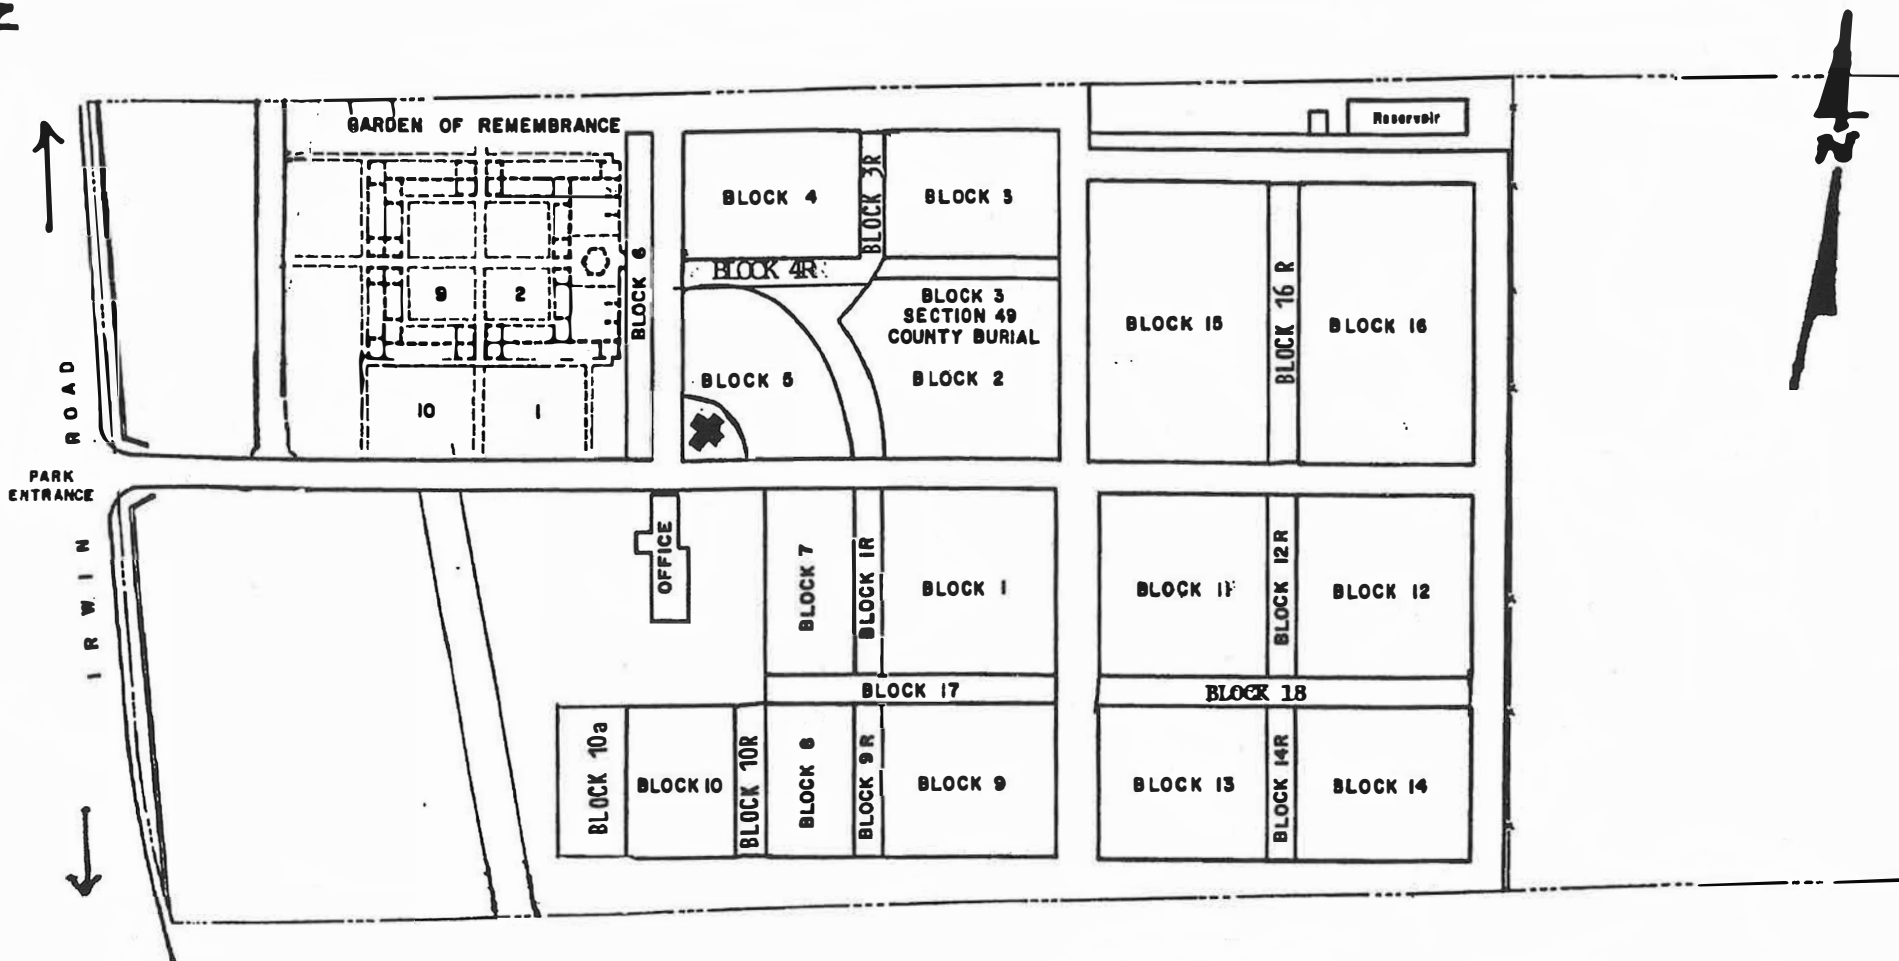 N
GARDEN OF REMEMBRANCE
Reservoir
N
BLOCK 4
BLOCK 3R
BLOCK 3
BLOCK 4R
BLOCK 6
9
2
BLOCK 3
SECTION 49
COUNTY BURIAL
BLOCK 15
BLOCK 16 R
BLOCK 16
BLOCK 5
BLOCK 2
10
1
ROAD
PARK
ENTRANCE
IRWIN
OFFICE
BLOCK 7
BLOCK 1R
BLOCK 1
BLOCK 11
BLOCK 12R
BLOCK 12
BLOCK 17
BLOCK 18
BLOCK 10a
BLOCK 10
BLOCK 10R
BLOCK 8
BLOCK 9R
BLOCK 9
BLOCK 13
BLOCK 14R
BLOCK 14